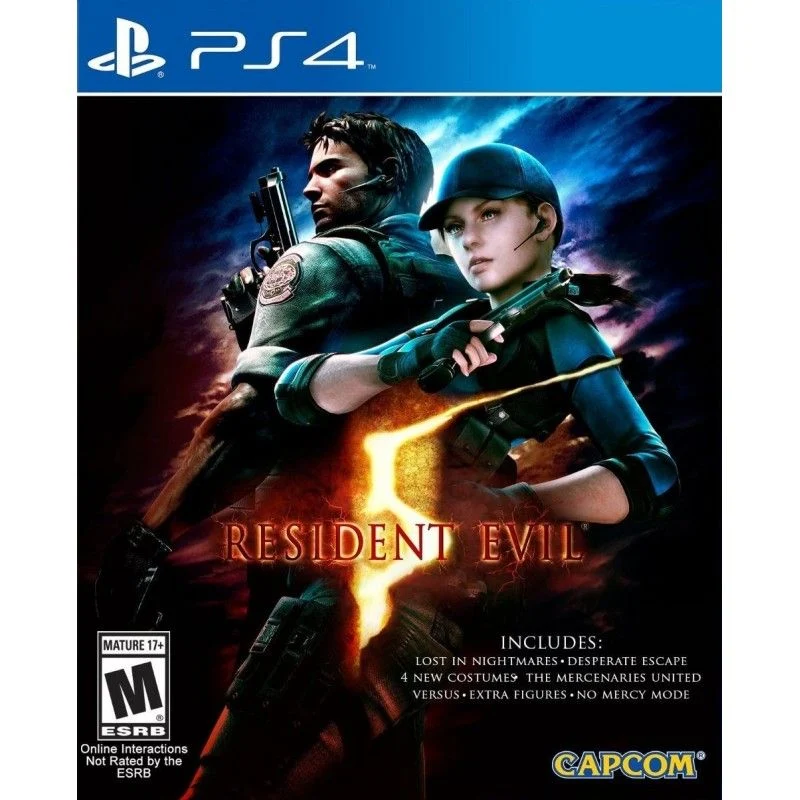 PS4™
RESIDENT EVIL®
5
INCLUDES:
LOST IN NIGHTMARES • DESPERATE ESCAPE
4 NEW COSTUMES • THE MERCENARIES UNITED
VERSUS • EXTRA FIGURES • NO MERCY MODE
MATURE 17+
M®
ESRB
Online Interactions
Not Rated by the
ESRB
CAPCOM®